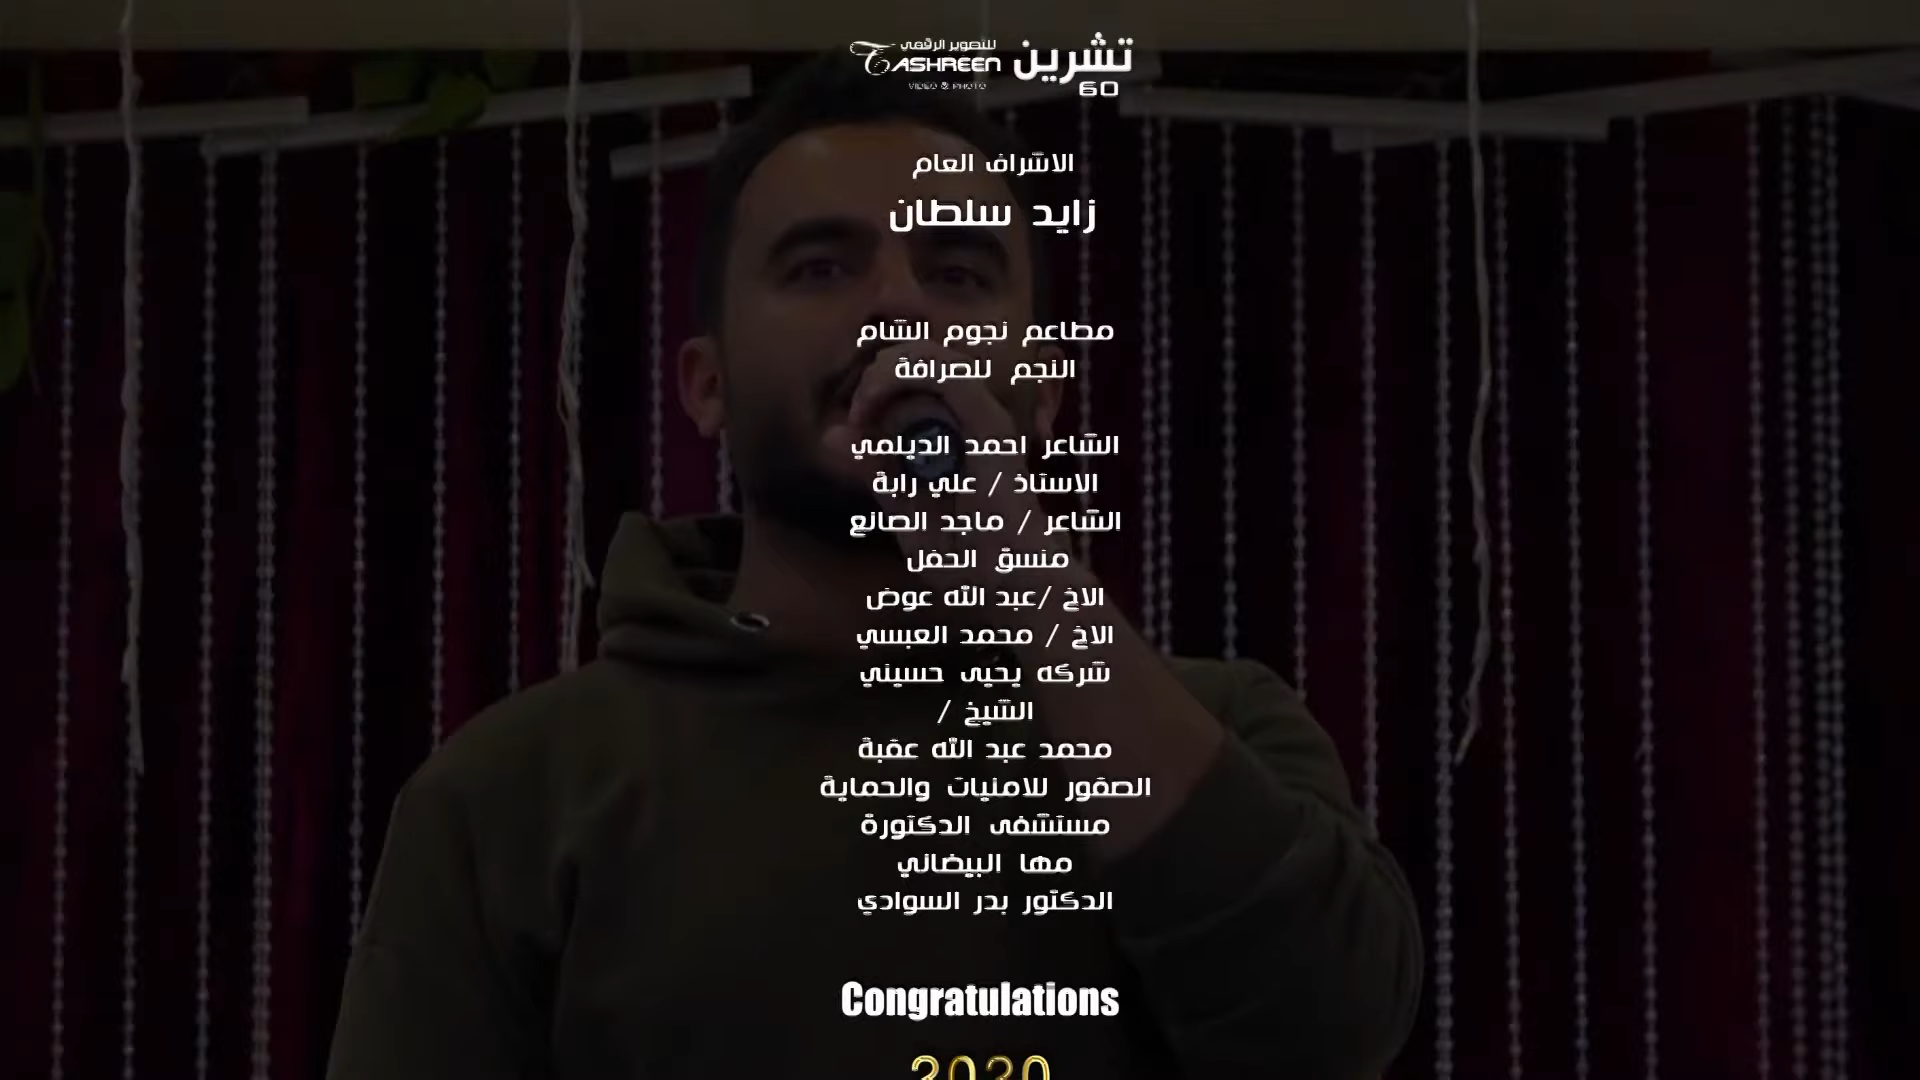 للتصوير الرقمي
TASHREEN
VIDEO & PHOTO
تشرين
60
الاشراف العام
زايد سلطان
مطاعم نجوم الشام
النجم للصرافة
الشاعر احمد الديلمي
الاستاذ / علي رابة
الشاعر / ماجد الصانع
منسق الحفل
الاخ /عبد الله عوض
الاخ / محمد العبسي
شركه يحيى حسيني
الشيخ /
محمد عبد الله عقبة
الصقور للامنيات والحماية
مستشفى الدكتورة
مها البيضاني
الدكتور بدر السوادي
Congratulations